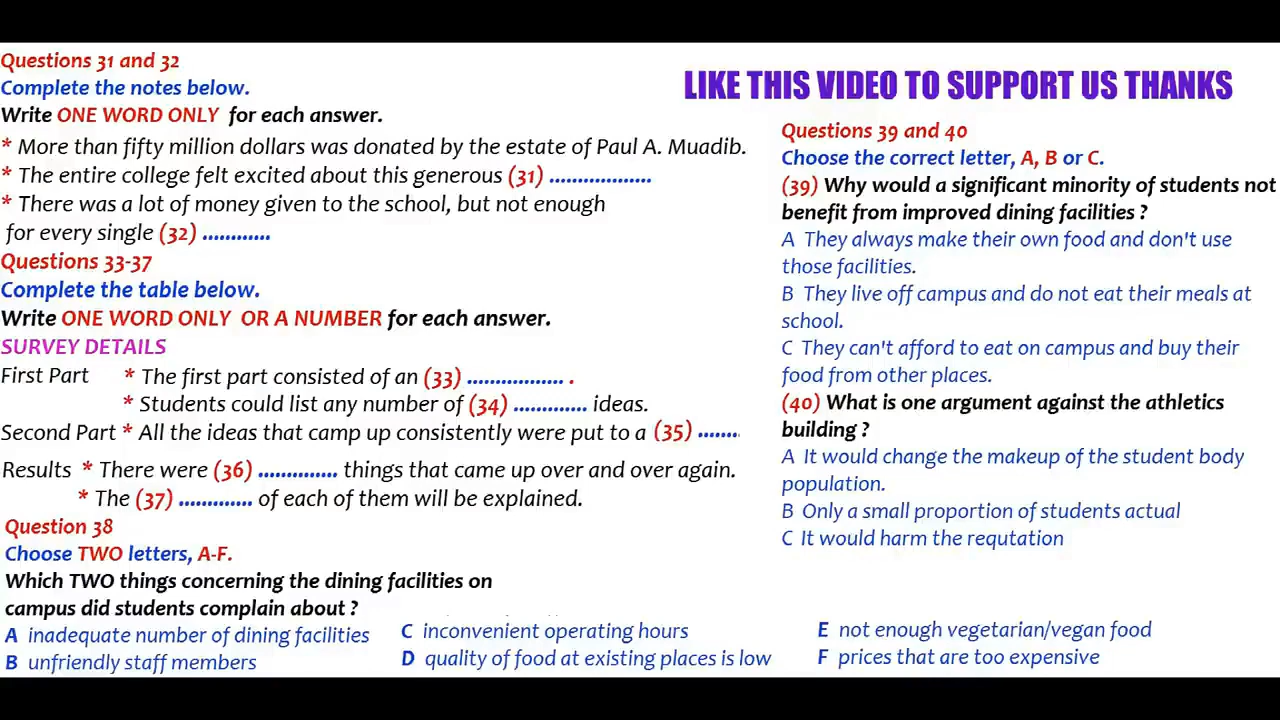 Questions 31 and 32
Complete the notes below.
Write ONE WORD ONLY for each answer.
* More than fifty million dollars was donated by the estate of Paul A. Muadib.
* The entire college felt excited about this generous (31) ..................
* There was a lot of money given to the school, but not enough
for every single (32) ............
Questions 33-37
Complete the table below.
Write ONE WORD ONLY OR A NUMBER for each answer.
SURVEY DETAILS
First Part * The first part consisted of an (33) ................. .
* Students could list any number of (34) ............. ideas.
Second Part * All the ideas that camp up consistently were put to a (35) .......
Results * There were (36) .............. things that came up over and over again.
* The (37) ............. of each of them will be explained.
Question 38
Choose TWO letters, A-F.
Which TWO things concerning the dining facilities on
campus did students complain about ?
A inadequate number of dining facilities
B unfriendly staff members
C inconvenient operating hours
D quality of food at existing places is low
E not enough vegetarian/vegan food
F prices that are too expensive
LIKE THIS VIDEO TO SUPPORT US THANKS
Questions 39 and 40
Choose the correct letter, A, B or C.
(39) Why would a significant minority of students not
benefit from improved dining facilities ?
A They always make their own food and don't use
those facilities.
B They live off campus and do not eat their meals at
school.
C They can't afford to eat on campus and buy their
food from other places.
(40) What is one argument against the athletics
building ?
A It would change the makeup of the student body
population.
B Only a small proportion of students actual
C It would harm the requtation